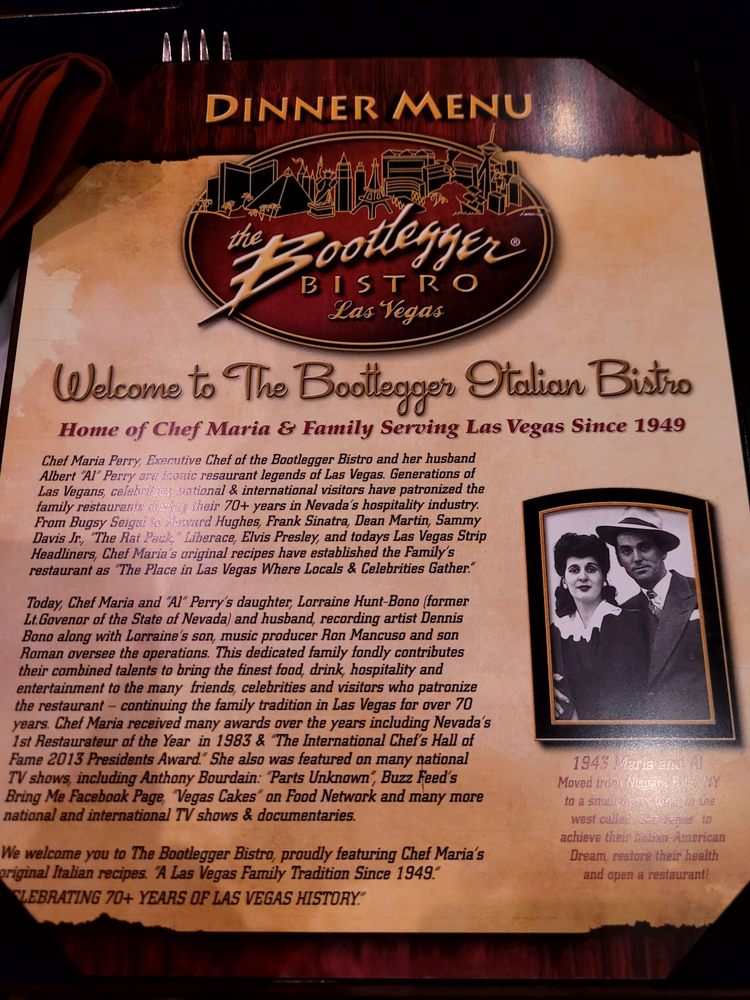 DINNER MENU
the
Bootlegger®
BISTRO
Las Vegas
Welcome to The Bootlegger Italian Bistro
Home of Chef Maria & Family Serving Las Vegas Since 1949
Chef Maria Perry, Executive Chef of the Bootlegger Bistro and her husband
Albert "Al" Perry are iconic resaurant legends of Las Vegas. Generations of
Las Vegans, celebrities, national & international visitors have patronized the
family restaurants during their 70+ years in Nevada's hospitality industry.
From Bugsy Seigal to Howard Hughes, Frank Sinatra, Dean Martin, Sammy
Davis Jr., "The Rat Pack," Liberace, Elvis Presley, and todays Las Vegas Strip
Headliners, Chef Maria's original recipes have established the Family's
restaurant as "The Place in Las Vegas Where Locals & Celebrities Gather."
Today, Chef Maria and "Al" Perry's daughter, Lorraine Hunt-Bono (former
Lt.Govenor of the State of Nevada) and husband, recording artist Dennis
Bono along with Lorraine's son, music producer Ron Mancuso and son
Roman oversee the operations. This dedicated family fondly contributes
their combined talents to bring the finest food, drink, hospitality and
entertainment to the many friends, celebrities and visitors who patronize
the restaurant – continuing the family tradition in Las Vegas for over 70
years. Chef Maria received many awards over the years including Nevada's
1st Restaurateur of the Year in 1983 & "The International Chef's Hall of
Fame 2013 Presidents Award." She also was featured on many national
TV shows, including Anthony Bourdain: "Parts Unknown", Buzz Feed's
Bring Me Facebook Page, "Vegas Cakes" on Food Network and many more
national and international TV shows & documentaries.
We welcome you to The Bootlegger Bistro, proudly featuring Chef Maria's
original Italian recipes. "A Las Vegas Family Tradition Since 1949."
CELEBRATING 70+ YEARS OF LAS VEGAS HISTORY."
1943 Maria and Al
Moved from Niagara Falls, NY
to a small town in the
west called to
achieve their Italian American
Dream, restore their health
and open a restaurant!